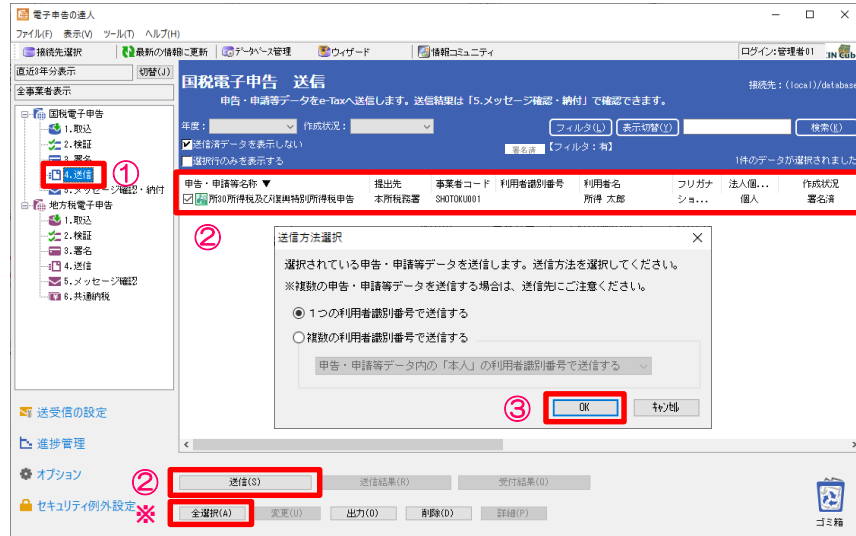 電子申告の達人
ファイル(F) 表示(V) ツール(T) ヘルプ(H)
接続先選択 最新の情報に更新 データベース管理 ウィザード 情報コミュニティ ログイン:管理者01
直近3年分表示 切替(J)
全事業者表示
国税電子申告
1.取込
2.検証
3.署名
4.送信
①
5.メッセージ確認・納付
地方税電子申告
1.取込
2.検証
3.署名
4.送信
5.メッセージ確認
6.共通納税
送受信の設定
進捗管理
オプション
セキュリティ例外設定
国税電子申告 送信
接続先:(local)/database
申告・申請等データをe-Taxへ送信します。送信結果は「5.メッセージ確認・納付」で確認できます。
年度: 作成状況: フィルタ(L) 表示切替(Y) 検索(K)
送信済データを表示しない
署名済 【フィルタ:有】
選択行のみを表示する
1件のデータが選択されました
申告・申請等名称 ▼ 提出先 事業者コード 利用者識別番号 利用者名 フリガナ 法人個... 作成状況
所30所得税及び復興特別所得税申告 本所税務署 SHOTOKU001 所得 太郎 ショ... 個人 署名済
②
送信方法選択
選択されている申告・申請等データを送信します。送信方法を選択してください。
※複数の申告・申請等データを送信する場合は、送信先にご注意ください。
1つの利用者識別番号で送信する
複数の利用者識別番号で送信する
申告・申請等データ内の「本人」の利用者識別番号で送信する
③
OK キャンセル
②
送信(S) 送信結果(R) 受付結果(Q)
※
全選択(A) 変更(U) 出力(O) 削除(D) 詳細(P)
ゴミ箱